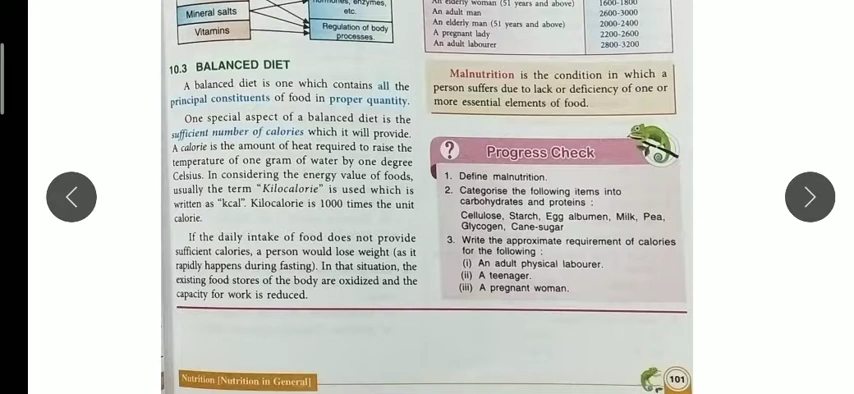 hormones, enzymes,
etc.
Mineral salts
Vitamins
Regulation of body
processes.
10.3 BALANCED DIET
A balanced diet is one which contains all the
principal constituents of food in proper quantity.
One special aspect of a balanced diet is the
sufficient number of calories which it will provide.
A calorie is the amount of heat required to raise the
temperature of one gram of water by one degree
Celsius. In considering the energy value of foods,
usually the term "Kilocalorie" is used which is
written as "kcal". Kilocalorie is 1000 times the unit
calorie.
If the daily intake of food does not provide
sufficient calories, a person would lose weight (as it
rapidly happens during fasting). In that situation, the
existing food stores of the body are oxidized and the
capacity for work is reduced.
An elderly woman (51 years and above) 1600-1800
An adult man 2600-3000
An elderly man (51 years and above) 2000-2400
A pregnant lady 2200-2600
An adult labourer 2800-3200
Malnutrition is the condition in which a
person suffers due to lack or deficiency of one or
more essential elements of food.
? Progress Check
1. Define malnutrition.
2. Categorise the following items into
carbohydrates and proteins :
Cellulose, Starch, Egg albumen, Milk, Pea,
Glycogen, Cane-sugar
3. Write the approximate requirement of calories
for the following :
(i) An adult physical labourer.
(ii) A teenager.
(iii) A pregnant woman.
Nutrition [Nutrition in General]
101